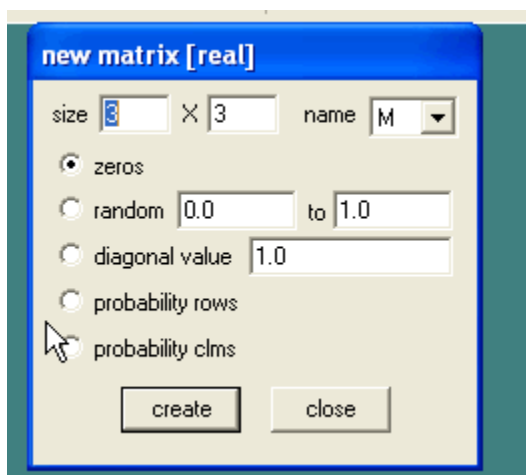 new matrix [real]
size 3 X 3 name M
zeros
random 0.0 to 1.0
diagonal value 1.0
probability rows
probability clms
create close